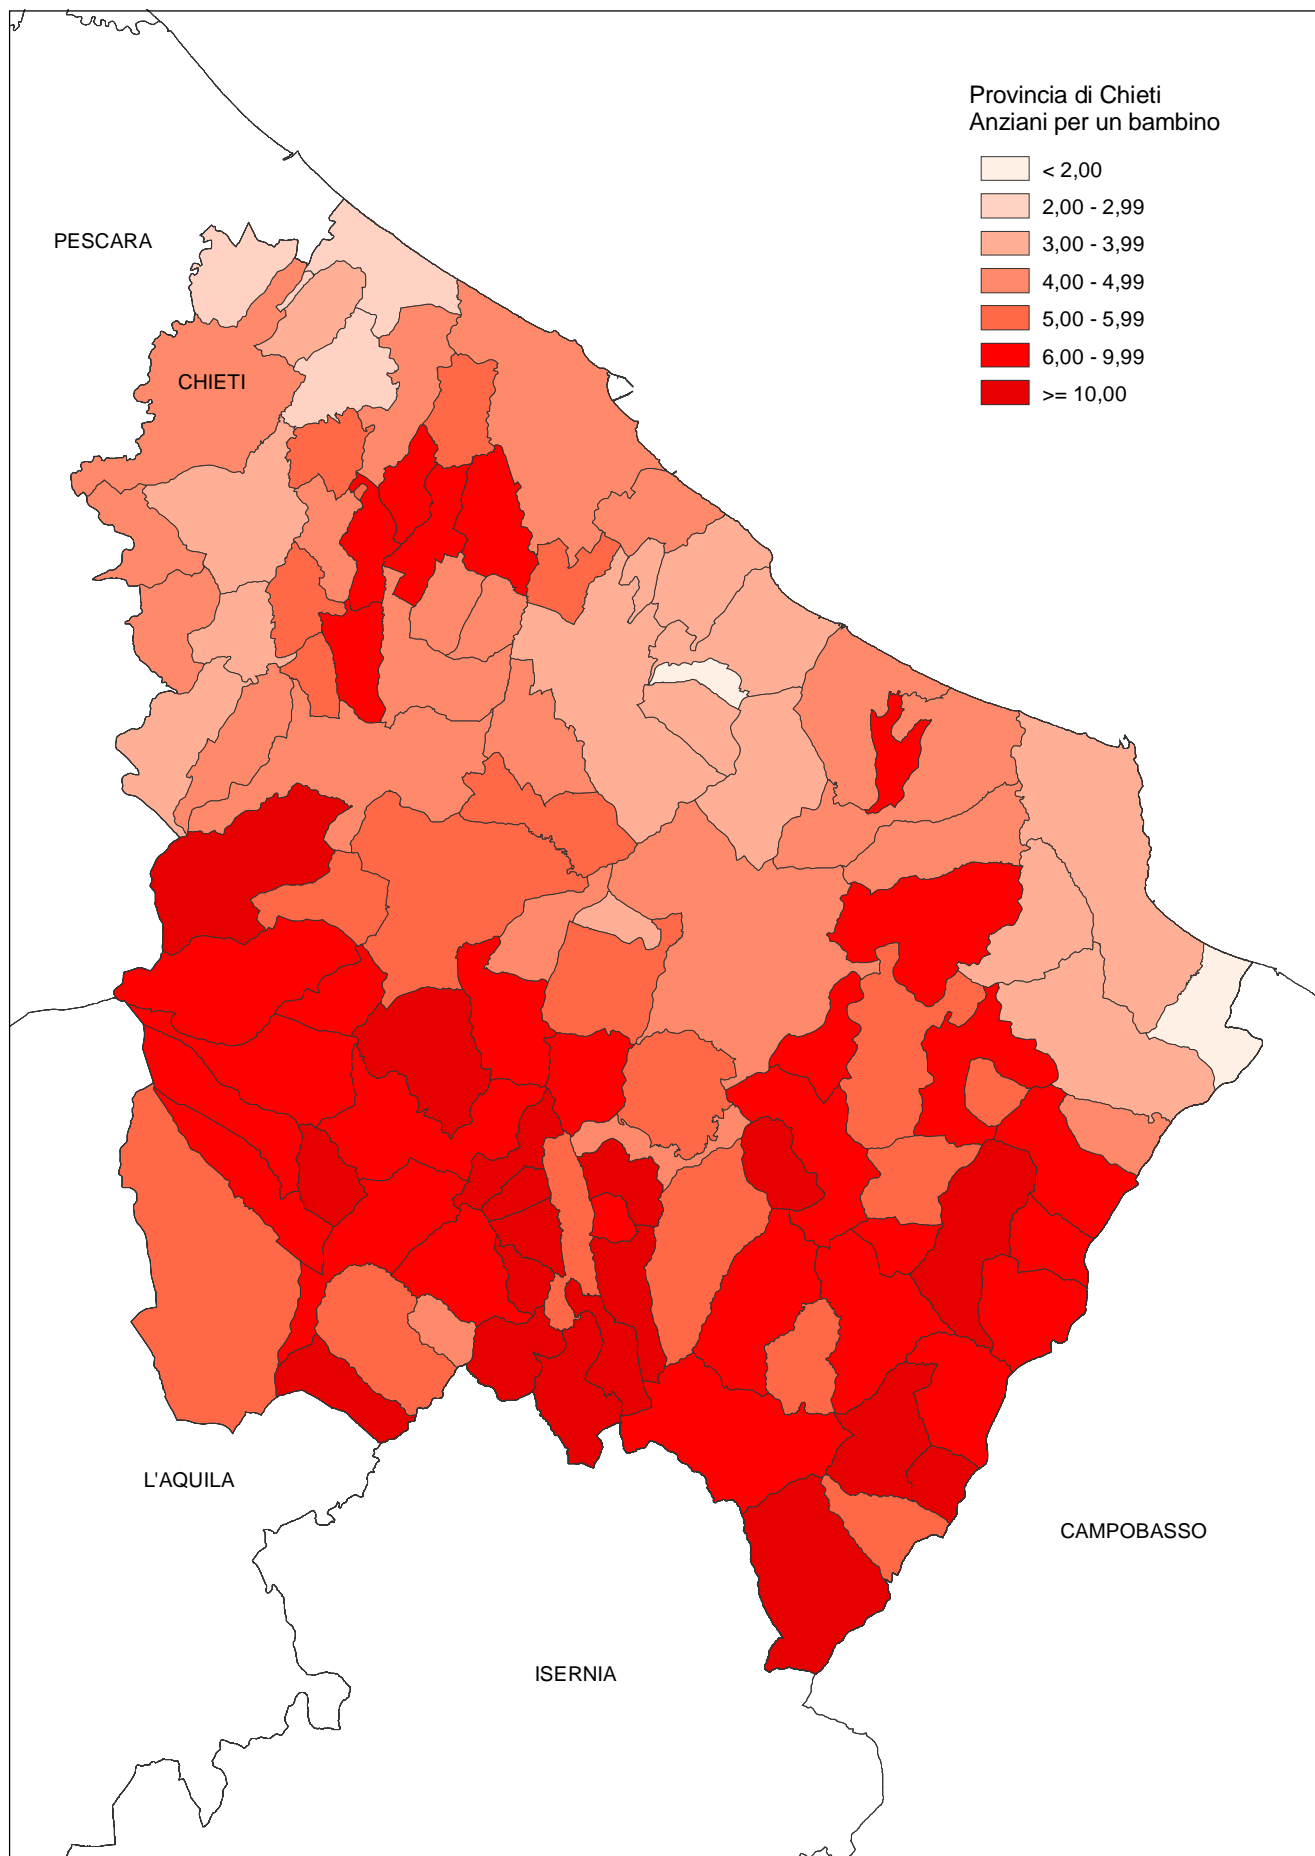 Provincia di Chieti
Anziani per un bambino
< 2,00
2,00 - 2,99
3,00 - 3,99
4,00 - 4,99
5,00 - 5,99
6,00 - 9,99
>= 10,00
PESCARA
CHIETI
L'AQUILA
CAMPOBASSO
ISERNIA